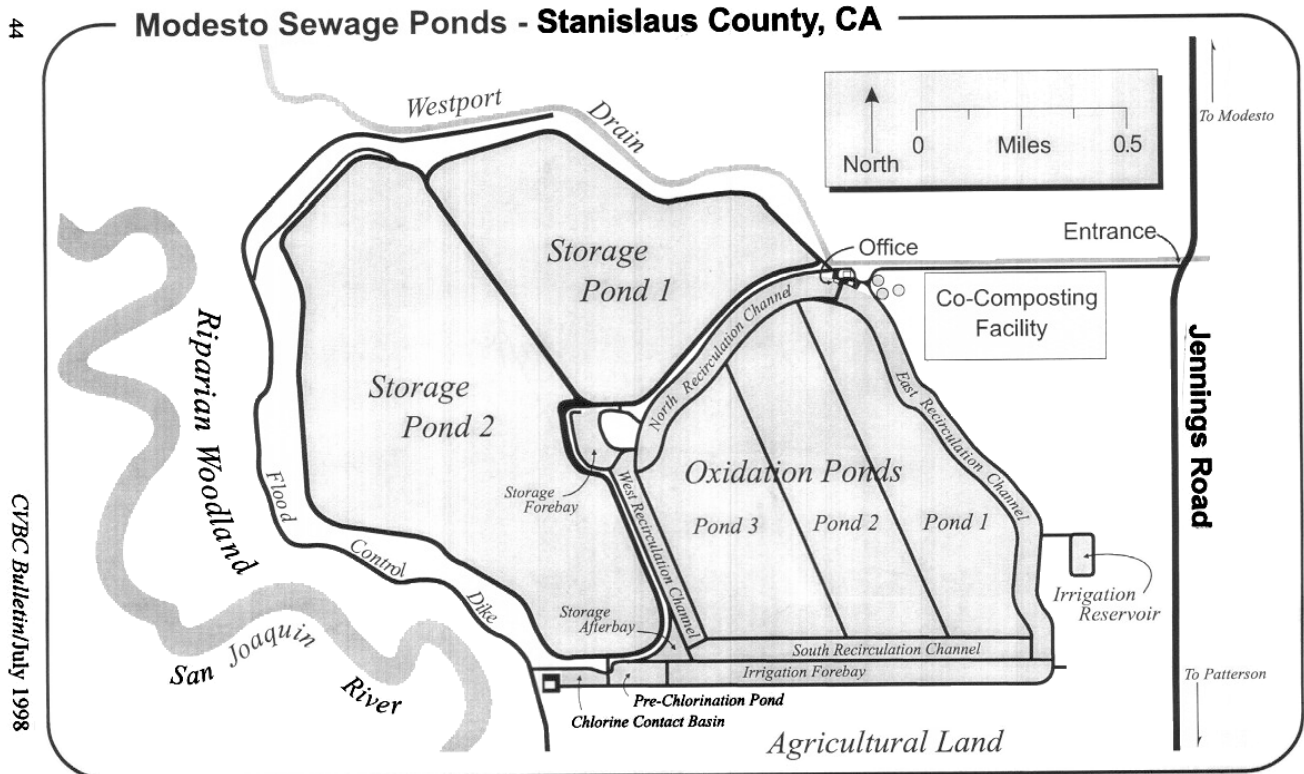 44
Modesto Sewage Ponds - Stanislaus County, CA
Westport
Drain
To Modesto
0
Miles
0.5
North
Entrance
Office
Storage
Pond 1
Co-Composting
Facility
North Recirculation Channel
Riparian Woodland
Jennings Road
East Recirculation Channel
Storage
Pond 2
Oxidation Ponds
Storage
Forebay
West Recirculation Channel
Pond 3
Pond 2
Pond 1
Flood
Control
Dike
Irrigation
Reservoir
Storage
Afterbay
South Recirculation Channel
Irrigation Forebay
San Joaquin River
To Patterson
Pre-Chlorination Pond
Chlorine Contact Basin
Agricultural Land
CVBC Bulletin/July 1998